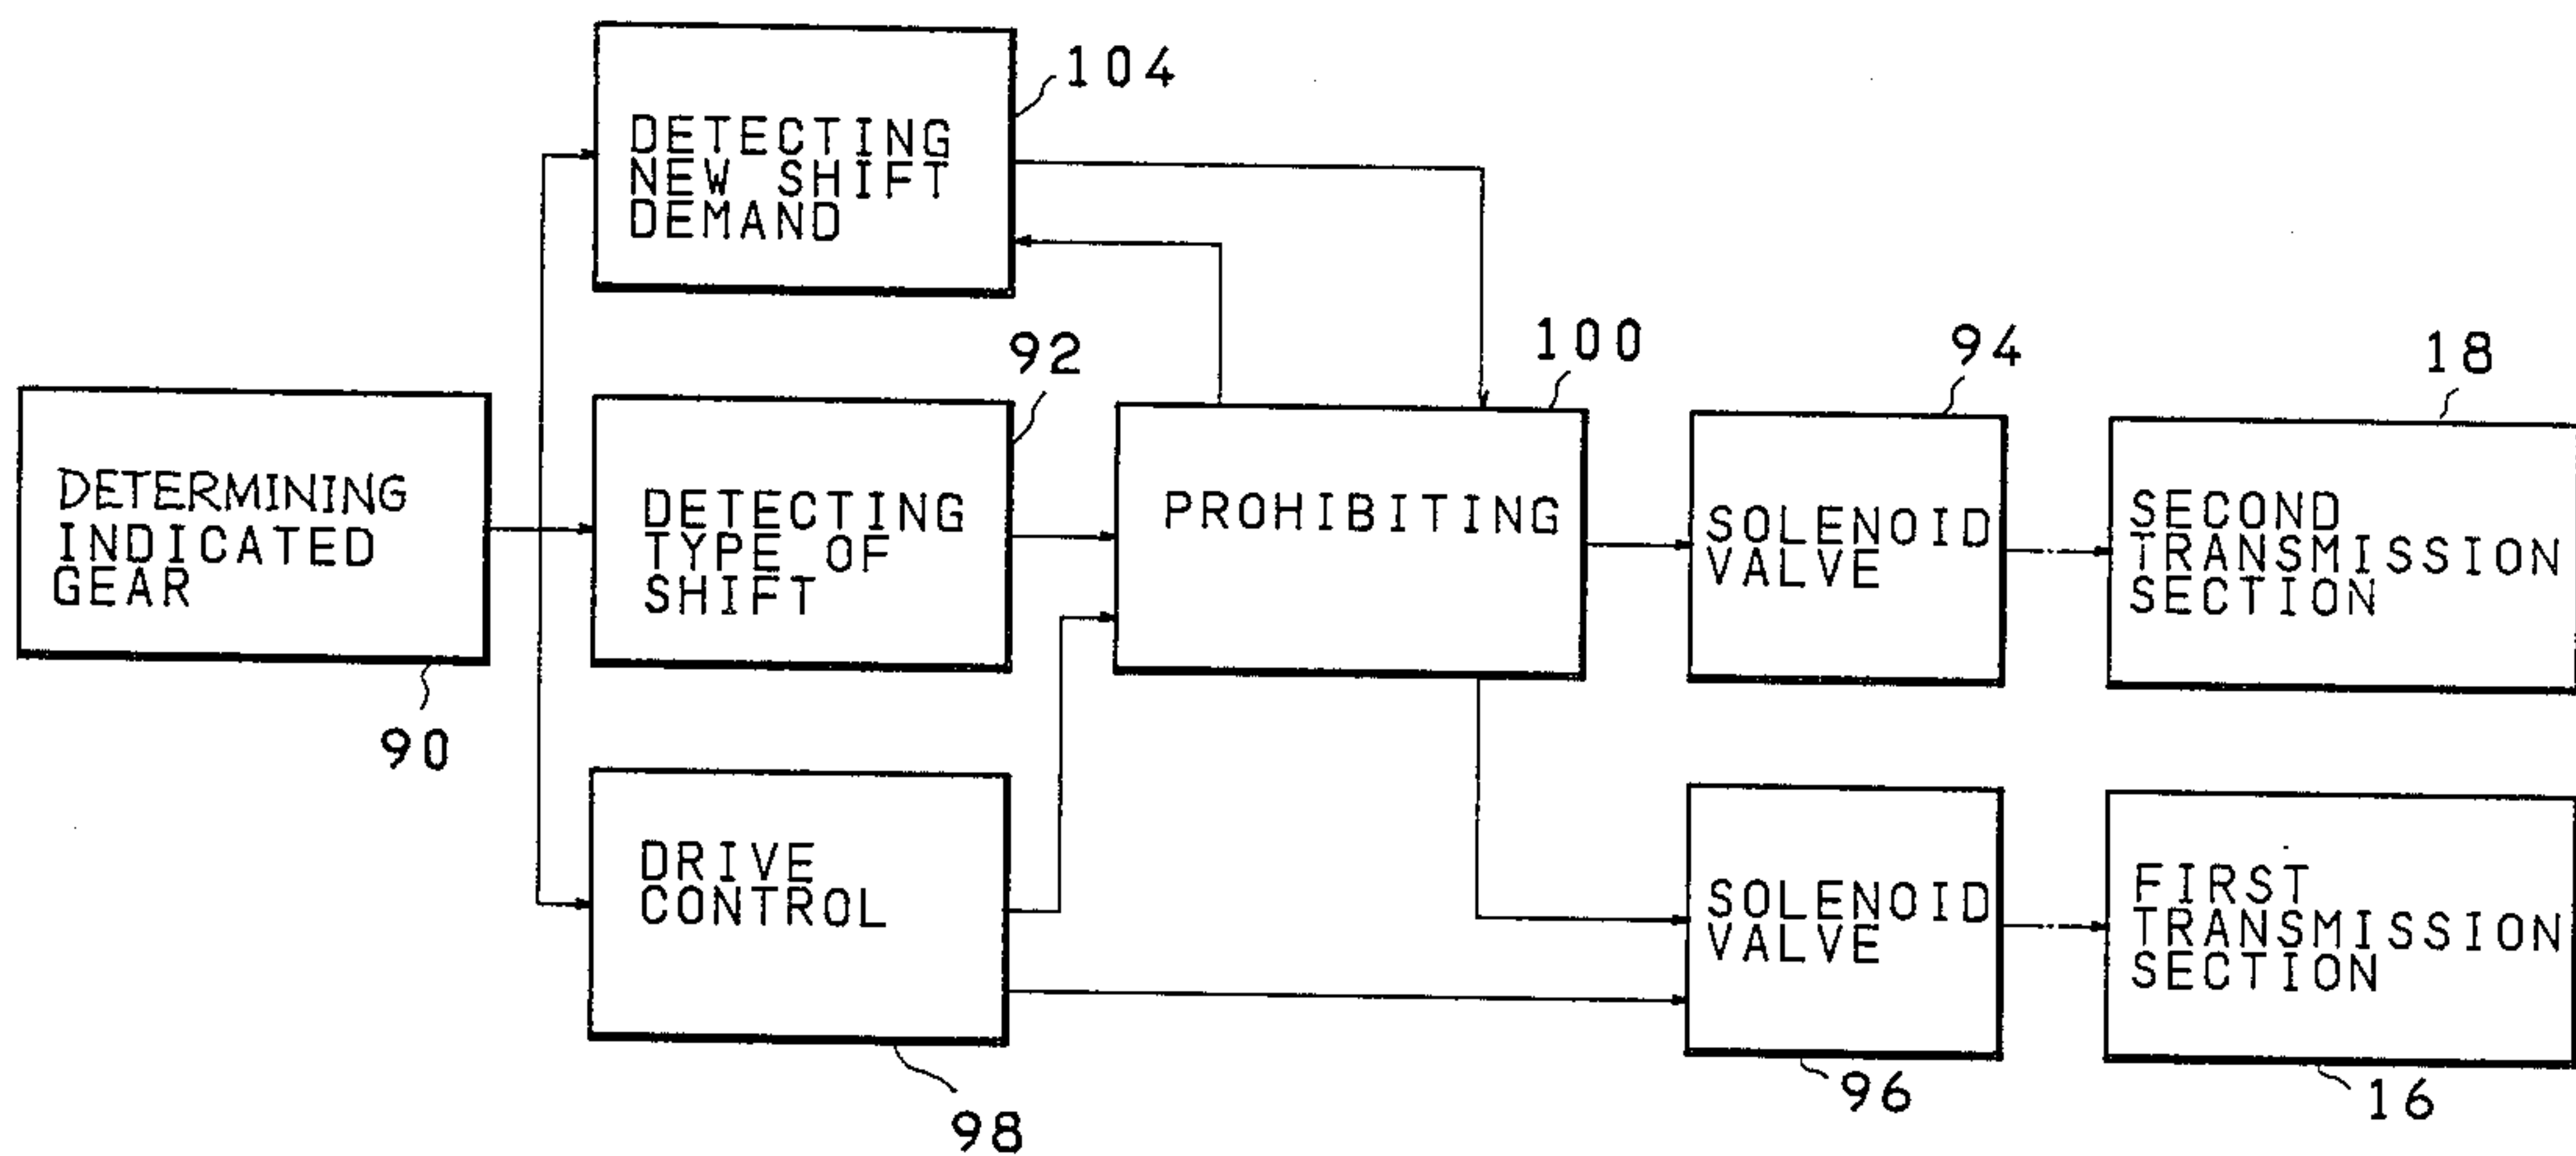 104
DETECTING
NEW SHIFT
DEMAND
92
100
94
18
DETERMINING
INDICATED
GEAR
90
DETECTING
TYPE OF
SHIFT
PROHIBITING
SOLENOID
VALVE
SECOND
TRANSMISSION
SECTION
DRIVE
CONTROL
98
SOLENOID
VALVE
96
FIRST
TRANSMISSION
SECTION
16